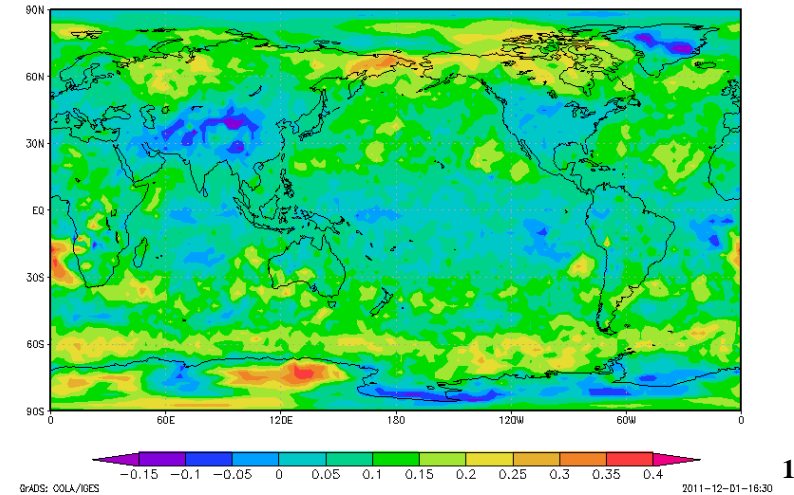 90N
60N
30N
EQ
30S
60S
90S
0 60E 120E 180 120W 60W 0
-0.15 -0.1 -0.05 0 0.05 0.1 0.15 0.2 0.25 0.3 0.35 0.4
1
GrADS: COLA/IGES 2011-12-01-16:30